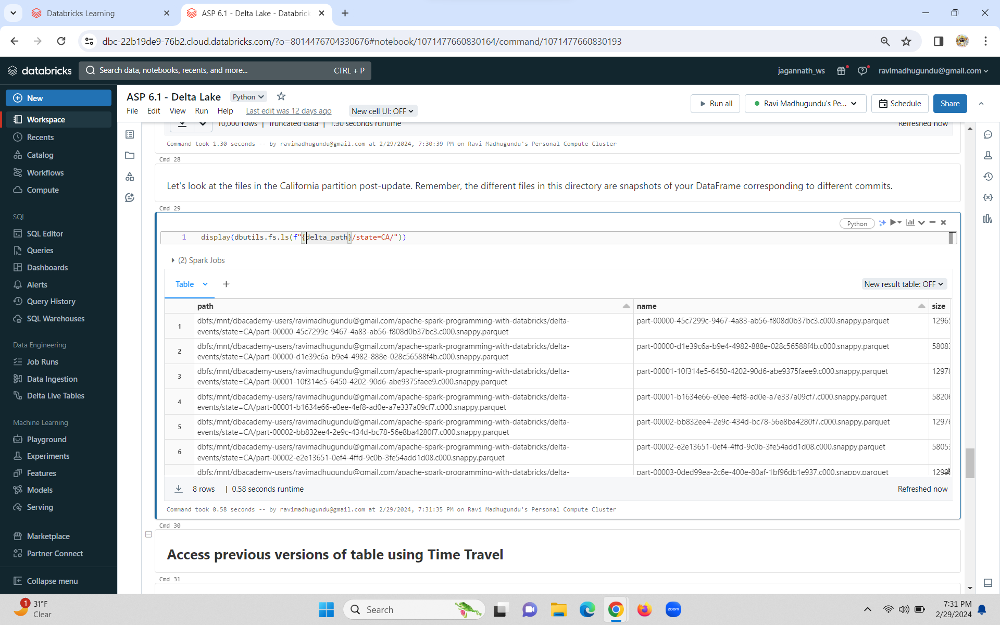 Databricks Learning
ASP 6.1 - Delta Lake - Databrick
dbc-22b19de9-76b2.cloud.databricks.com/?o=8014476704330676#notebook/1071477660830164/command/1071477660830193
databricks
Search data, notebooks, recents, and more...
CTRL + P
jagannath_ws
ravimadhugundu@gmail.com
New
Workspace
Recents
Catalog
Workflows
Compute
SQL
SQL Editor
Queries
Dashboards
Alerts
Query History
SQL Warehouses
Data Engineering
Job Runs
Data Ingestion
Delta Live Tables
Machine Learning
Playground
Experiments
Features
Models
Serving
Marketplace
Partner Connect
Collapse menu
ASP 6.1 - Delta Lake
Python
File
Edit
View
Run
Help
Last edit was 12 days ago
New cell UI: OFF
Run all
Ravi Madhugundu's Pe...
Schedule
Share
10,000 rows | Truncated data | 1.30 seconds runtime
Refreshed now
Command took 1.30 seconds -- by ravimadhugundu@gmail.com at 2/29/2024, 7:30:39 PM on Ravi Madhugundu's Personal Compute Cluster
Cmd 28
Let's look at the files in the California partition post-update. Remember, the different files in this directory are snapshots of your DataFrame corresponding to different commits.
Cmd 29
Python
1 display(dbutils.fs.ls(f"{delta_path}/state=CA/"))
(2) Spark Jobs
Table
New result table: OFF
path
name
size
1
dbfs:/mnt/dbacademy-users/ravimadhugundu@gmail.com/apache-spark-programming-with-databricks/delta-
events/state=CA/part-00000-45c7299c-9467-4a83-ab56-f808d0b37bc3.c000.snappy.parquet
part-00000-45c7299c-9467-4a83-ab56-f808d0b37bc3.c000.snappy.parquet
12965
2
dbfs:/mnt/dbacademy-users/ravimadhugundu@gmail.com/apache-spark-programming-with-databricks/delta-
events/state=CA/part-00000-d1e39c6a-b9e4-4982-888e-028c56588f4b.c000.snappy.parquet
part-00000-d1e39c6a-b9e4-4982-888e-028c56588f4b.c000.snappy.parquet
58083
3
dbfs:/mnt/dbacademy-users/ravimadhugundu@gmail.com/apache-spark-programming-with-databricks/delta-
events/state=CA/part-00001-10f314e5-6450-4202-90d6-abe9375faee9.c000.snappy.parquet
part-00001-10f314e5-6450-4202-90d6-abe9375faee9.c000.snappy.parquet
12978
4
dbfs:/mnt/dbacademy-users/ravimadhugundu@gmail.com/apache-spark-programming-with-databricks/delta-
events/state=CA/part-00001-b1634e66-e0ee-4ef8-ad0e-a7e337a09cf7.c000.snappy.parquet
part-00001-b1634e66-e0ee-4ef8-ad0e-a7e337a09cf7.c000.snappy.parquet
58206
5
dbfs:/mnt/dbacademy-users/ravimadhugundu@gmail.com/apache-spark-programming-with-databricks/delta-
events/state=CA/part-00002-bb832ee4-2e9c-434d-bc78-56e8ba4280f7.c000.snappy.parquet
part-00002-bb832ee4-2e9c-434d-bc78-56e8ba4280f7.c000.snappy.parquet
12976
6
dbfs:/mnt/dbacademy-users/ravimadhugundu@gmail.com/apache-spark-programming-with-databricks/delta-
events/state=CA/part-00002-e2e13651-0ef4-4ffd-9c0b-3fe54add1d08.c000.snappy.parquet
part-00002-e2e13651-0ef4-4ffd-9c0b-3fe54add1d08.c000.snappy.parquet
58053
dbfs:/mnt/dbacademy-users/ravimadhugundu@gmail.com/apache-spark-programming-with-databricks/delta-
part-00003-0ded99ea-2c6e-400e-80af-1bf96db1e937.c000.snappy.parquet
8 rows | 0.58 seconds runtime
Refreshed now
Command took 0.58 seconds -- by ravimadhugundu@gmail.com at 2/29/2024, 7:31:35 PM on Ravi Madhugundu's Personal Compute Cluster
Cmd 30
Access previous versions of table using Time Travel
Cmd 31
1
31°F
Clear
Search
zoom
7:31 PM
2/29/2024